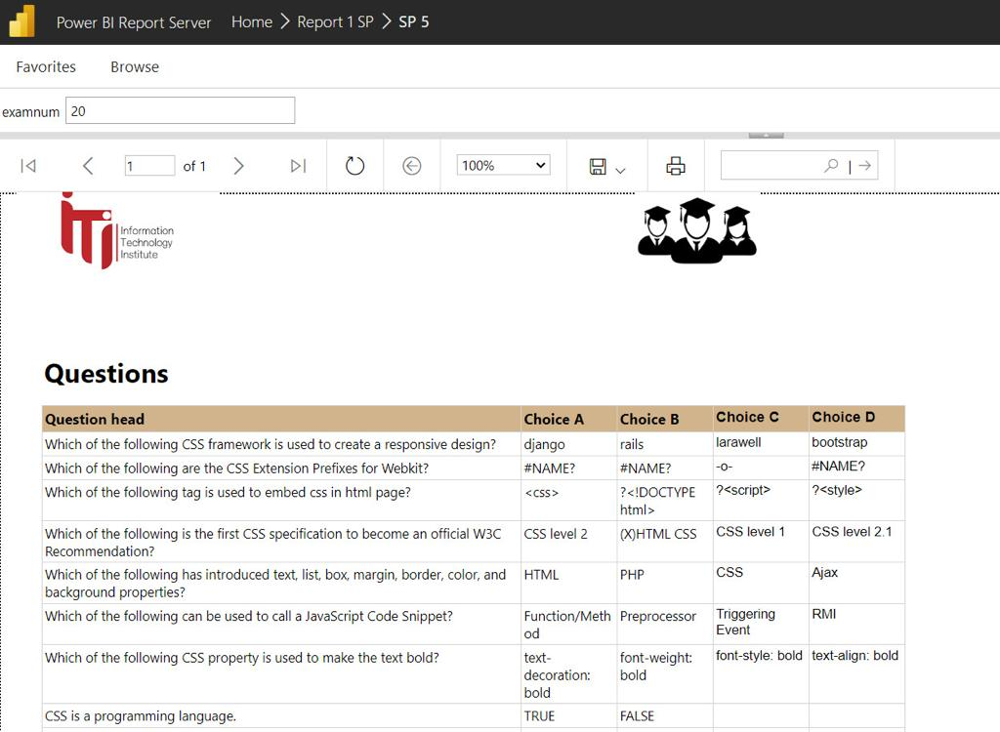 Power BI Report Server Home > Report 1 SP > SP 5
Favorites Browse
examnum 20
1 of 1 100%
Information
Technology
Institute
Questions
Question head Choice A Choice B Choice C Choice D
Which of the following CSS framework is used to create a responsive design? django rails larawell bootstrap
Which of the following are the CSS Extension Prefixes for Webkit? #NAME? #NAME? -o- #NAME?
Which of the following tag is used to embed css in html page? <css> ?<!DOCTYPE html> ?<script> ?<style>
Which of the following is the first CSS specification to become an official W3C Recommendation? CSS level 2 (X)HTML CSS CSS level 1 CSS level 2.1
Which of the following has introduced text, list, box, margin, border, color, and background properties? HTML PHP CSS Ajax
Which of the following can be used to call a JavaScript Code Snippet? Function/Method Preprocessor Triggering Event RMI
Which of the following CSS property is used to make the text bold? text-decoration: bold font-weight: bold font-style: bold text-align: bold
CSS is a programming language. TRUE FALSE